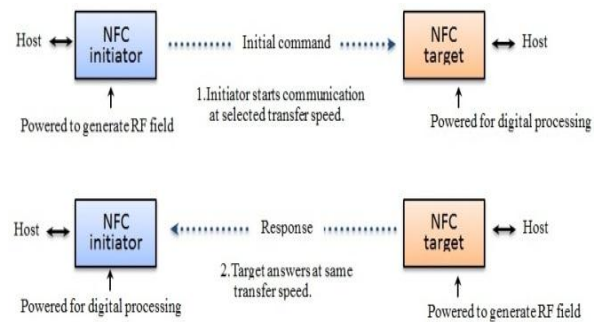 Host
NFC
initiator
Initial command
NFC
target
Host
1.Initiator starts communication
at selected transfer speed.
Powered to generate RF field
Powered for digital processing
Host
NFC
initiator
Response
NFC
target
Host
2.Target answers at same
transfer speed.
Powered for digital processing
Powered to generate RF field